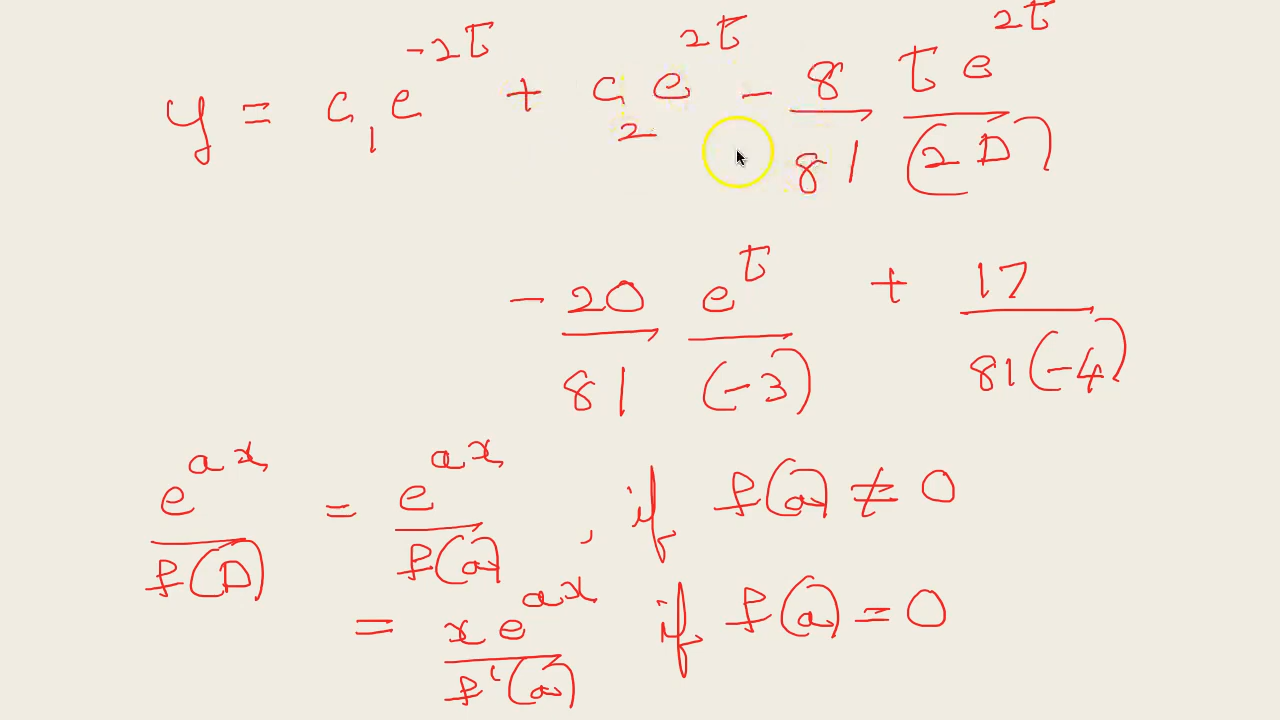 y = c₁e^{-2t} + c₂e^{2t} - 8/81 te^{2t}/(2D)
- 20/81 e^t/(-3) + 17/81(-4)
e^{ax}/f(D) = e^{ax}/f(a), if f(a) ≠ 0
= xe^{ax}/f'(a) if f(a) = 0